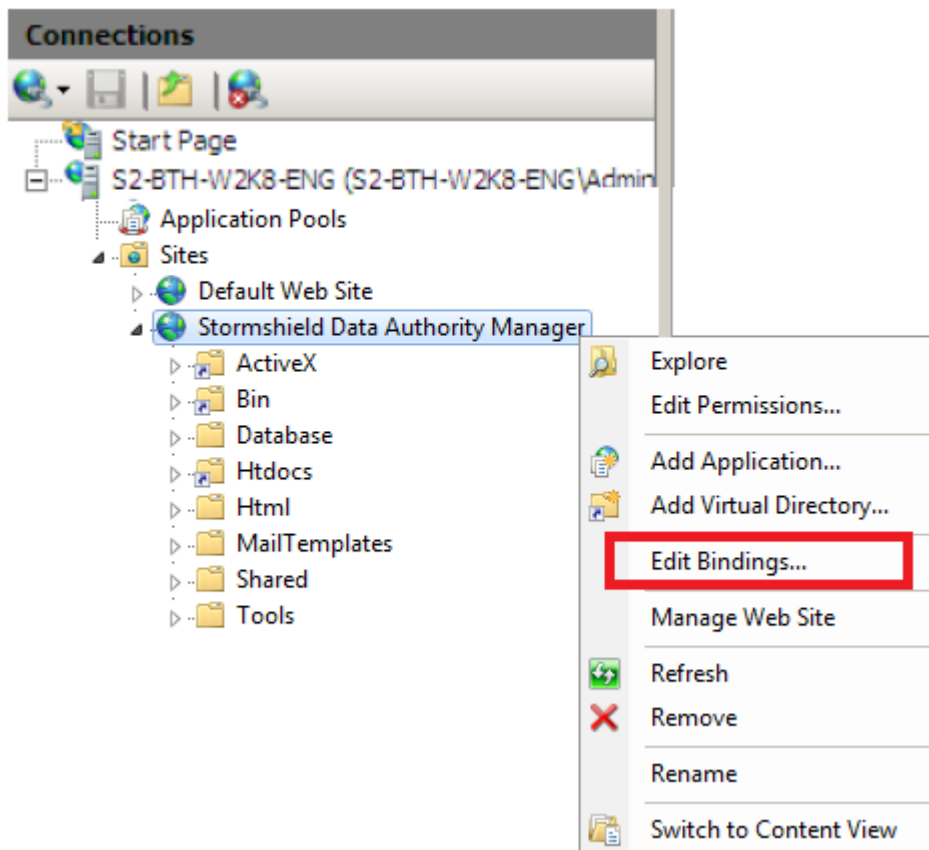 Connections
Start Page
S2-BTH-W2K8-ENG (S2-BTH-W2K8-ENG\Admin
Application Pools
Sites
Default Web Site
Stormshield Data Authority Manager
ActiveX
Bin
Database
Htdocs
Html
MailTemplates
Shared
Tools
Explore
Edit Permissions...
Add Application...
Add Virtual Directory...
Edit Bindings...
Manage Web Site
Refresh
Remove
Rename
Switch to Content View